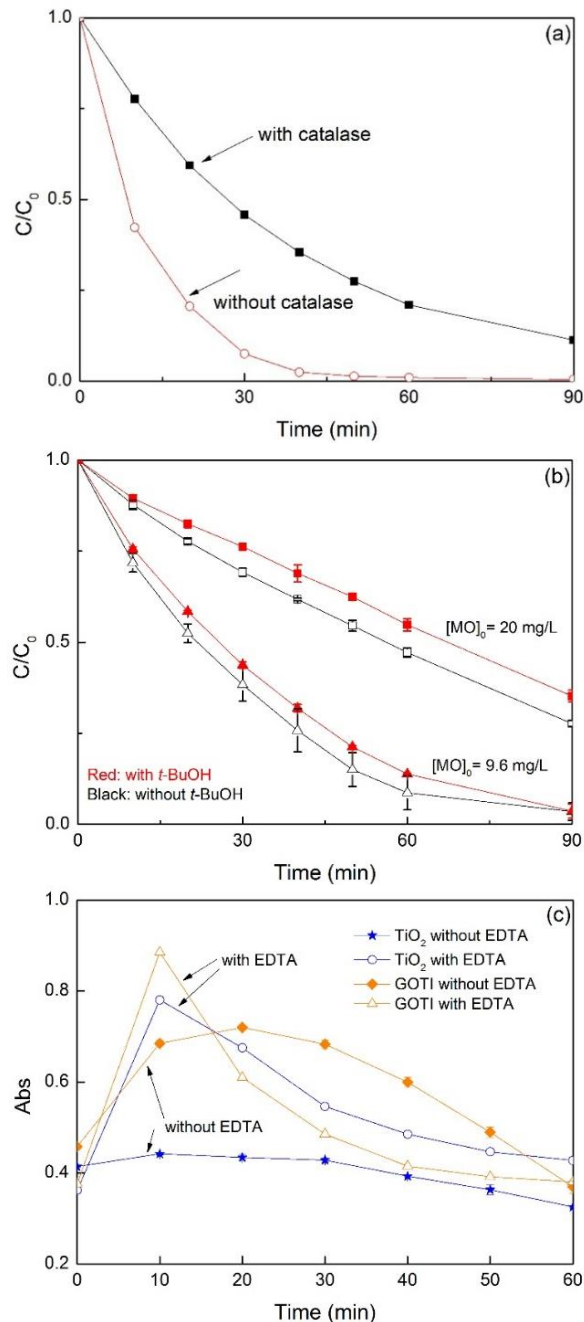 (a)
1.0
0.5
0.0
C/C₀
with catalase
without catalase
0
30
60
90
Time (min)
(b)
1.0
0.5
0.0
C/C₀
[MO]₀= 20 mg/L
[MO]₀= 9.6 mg/L
Red: with t-BuOH
Black: without t-BuOH
0
30
60
90
Time (min)
(c)
1.0
0.8
0.6
0.4
0.2
Abs
TiO₂ without EDTA
TiO₂ with EDTA
GOTI without EDTA
GOTI with EDTA
with EDTA
without EDTA
0
10
20
30
40
50
60
Time (min)